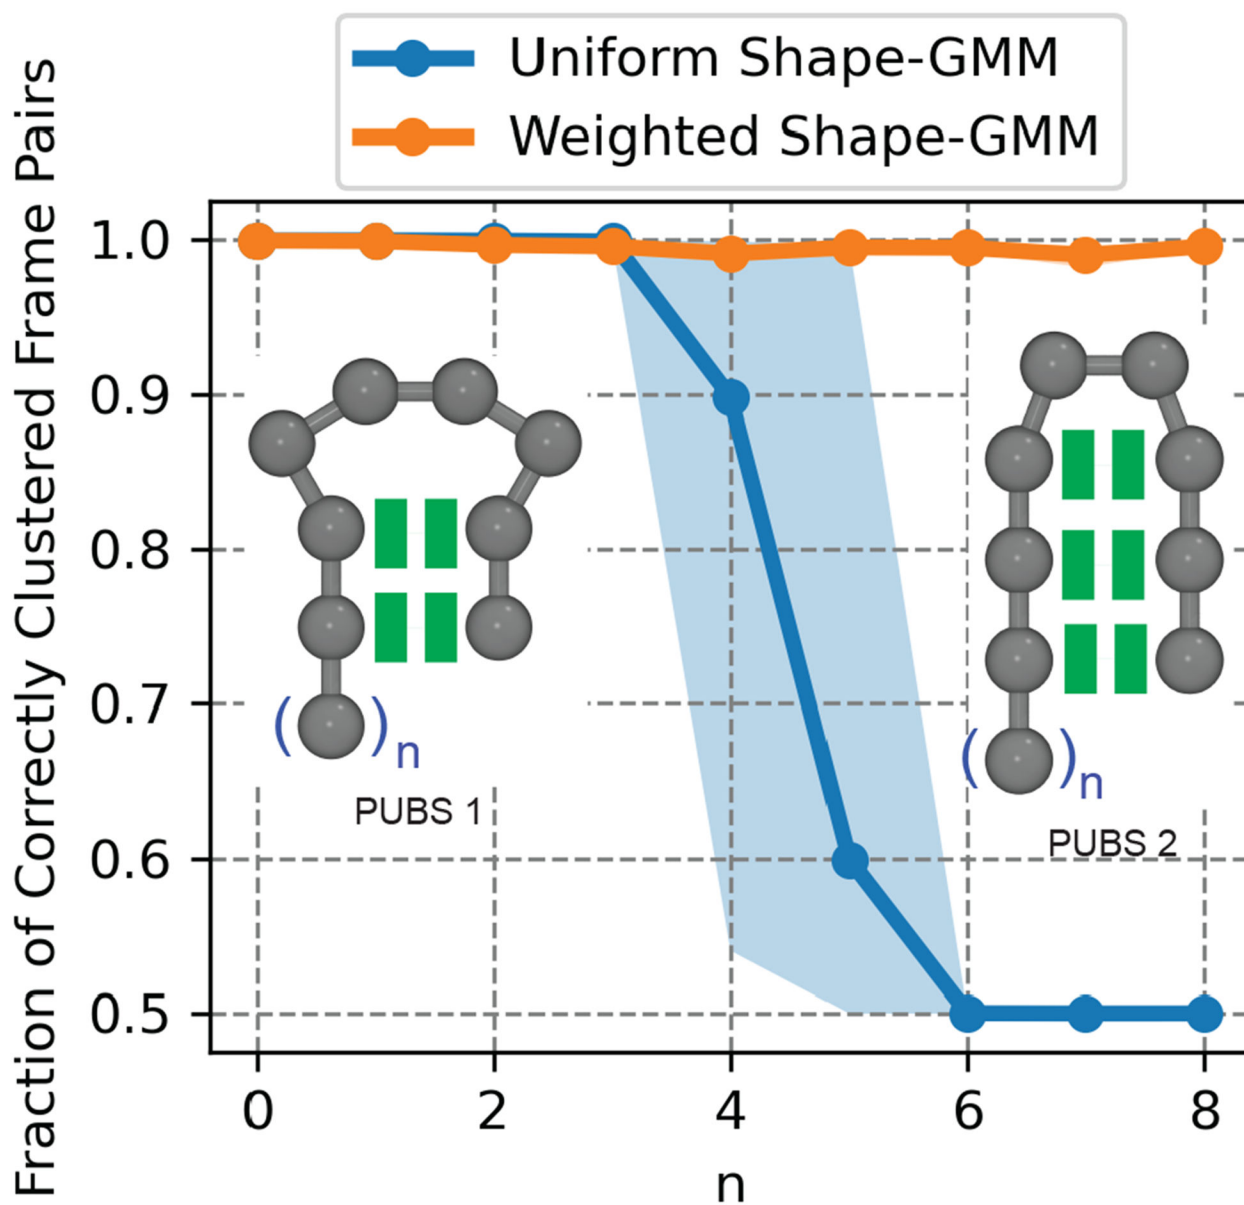 Uniform Shape-GMM
Weighted Shape-GMM
Fraction of Correctly Clustered Frame Pairs
1.0
0.9
0.8
0.7
0.6
0.5
( )n
PUBS 1
( )n
PUBS 2
0 2 4 6 8
n